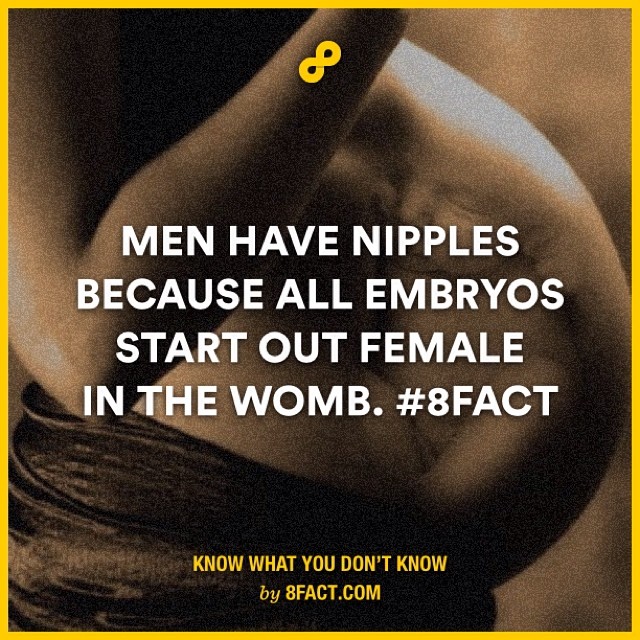 MEN HAVE NIPPLES
BECAUSE ALL EMBRYOS
START OUT FEMALE
IN THE WOMB. #8FACT
KNOW WHAT YOU DON'T KNOW
by 8FACT.COM